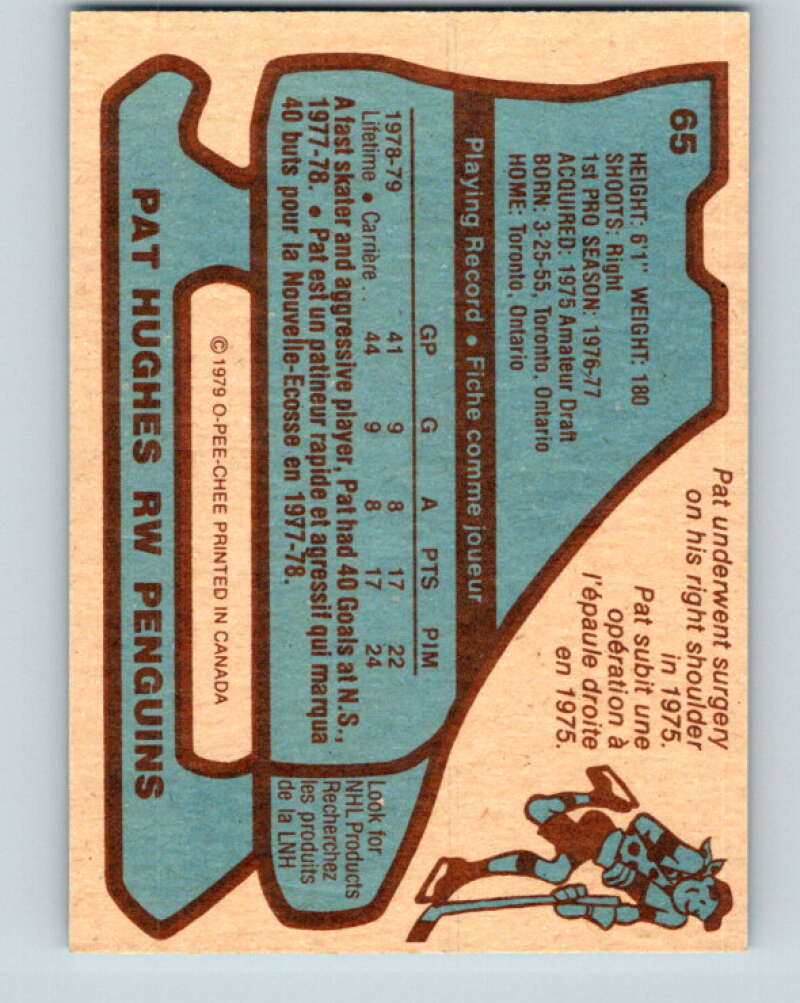 65
HEIGHT: 6'1" WEIGHT: 180
SHOOTS: Right
1st PRO SEASON: 1976-77
ACQUIRED: 1975 Amateur Draft
BORN: 3-25-55, Toronto, Ontario
HOME: Toronto, Ontario
Pat underwent surgery
on his right shoulder
in 1975.
Pat subit une
opération à
l'épaule droite
en 1975.
Playing Record • Fiche comme joueur
GP G A PTS PIM
1978-79 41 9 8 17 22
Lifetime • Carrière . . 44 9 8 17 24
A fast skater and aggressive player, Pat had 40 Goals at N.S.,
1977-78. • Pat est un patineur rapide et agressif qui marqua
40 buts pour la Nouvelle-Ecosse en 1977-78.
Look for
NHL Products
Recherchez
les produits
de la LNH
© 1979 O-PEE-CHEE PRINTED IN CANADA
PAT HUGHES RW PENGUINS